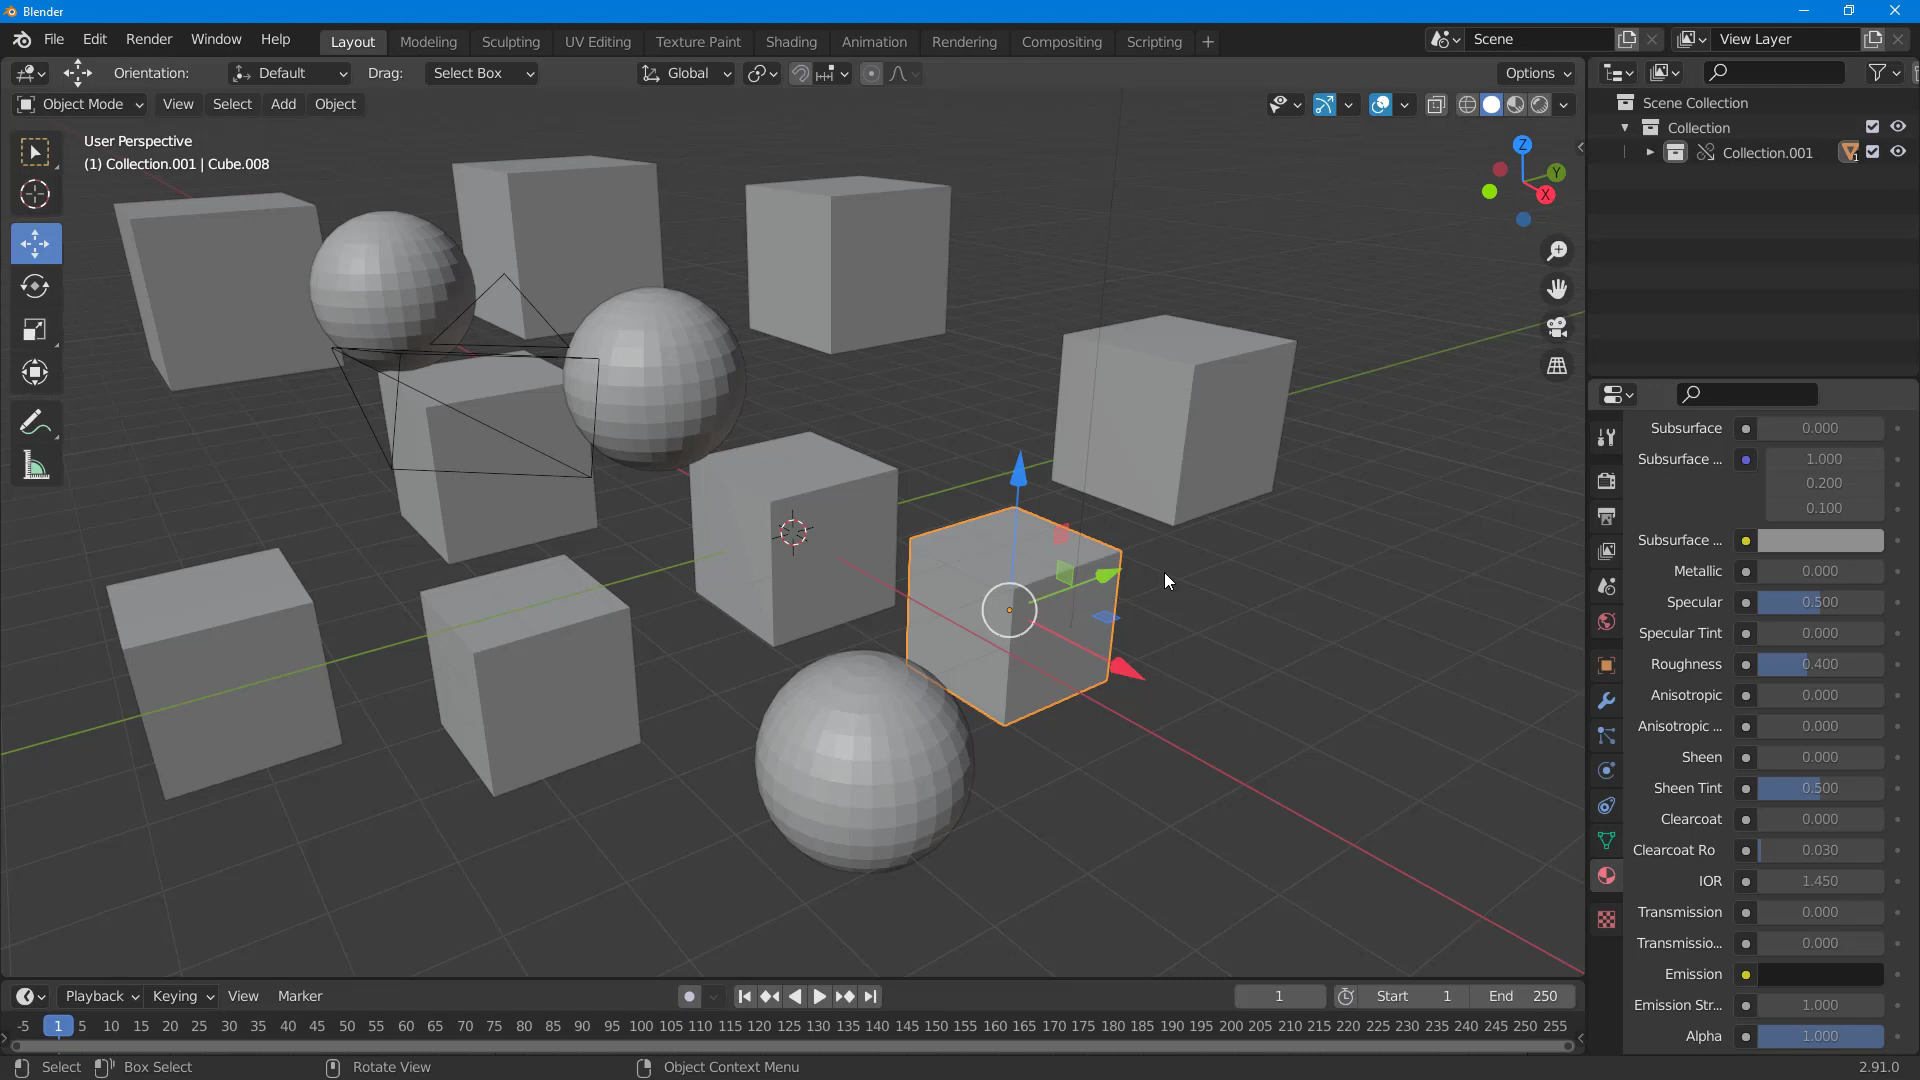 Blender
File Edit Render Window Help Layout Modeling Sculpting UV Editing Texture Paint Shading Animation Rendering Compositing Scripting + Scene View Layer
Orientation: Default Drag: Select Box Global Options
Object Mode View Select Add Object
User Perspective
(1) Collection.001 | Cube.008
Z
Y
X
Scene Collection
Collection
Collection.001
1
Subsurface 0.000
Subsurface ... 1.000
0.200
0.100
Subsurface ...
Metallic 0.000
Specular 0.500
Specular Tint 0.000
Roughness 0.400
Anisotropic 0.000
Anisotropic ... 0.000
Sheen 0.000
Sheen Tint 0.500
Clearcoat 0.000
Clearcoat Ro 0.030
IOR 1.450
Transmission 0.000
Transmissio... 0.000
Emission
Emission Str... 1.000
Alpha 1.000
Playback Keying View Marker 1 Start 1 End 250
-5 1 5 10 15 20 25 30 35 40 45 50 55 60 65 70 75 80 85 90 95 100 105 110 115 120 125 130 135 140 145 150 155 160 165 170 175 180 185 190 195 200 205 210 215 220 225 230 235 240 245 250 255
Select Box Select Rotate View Object Context Menu 2.91.0